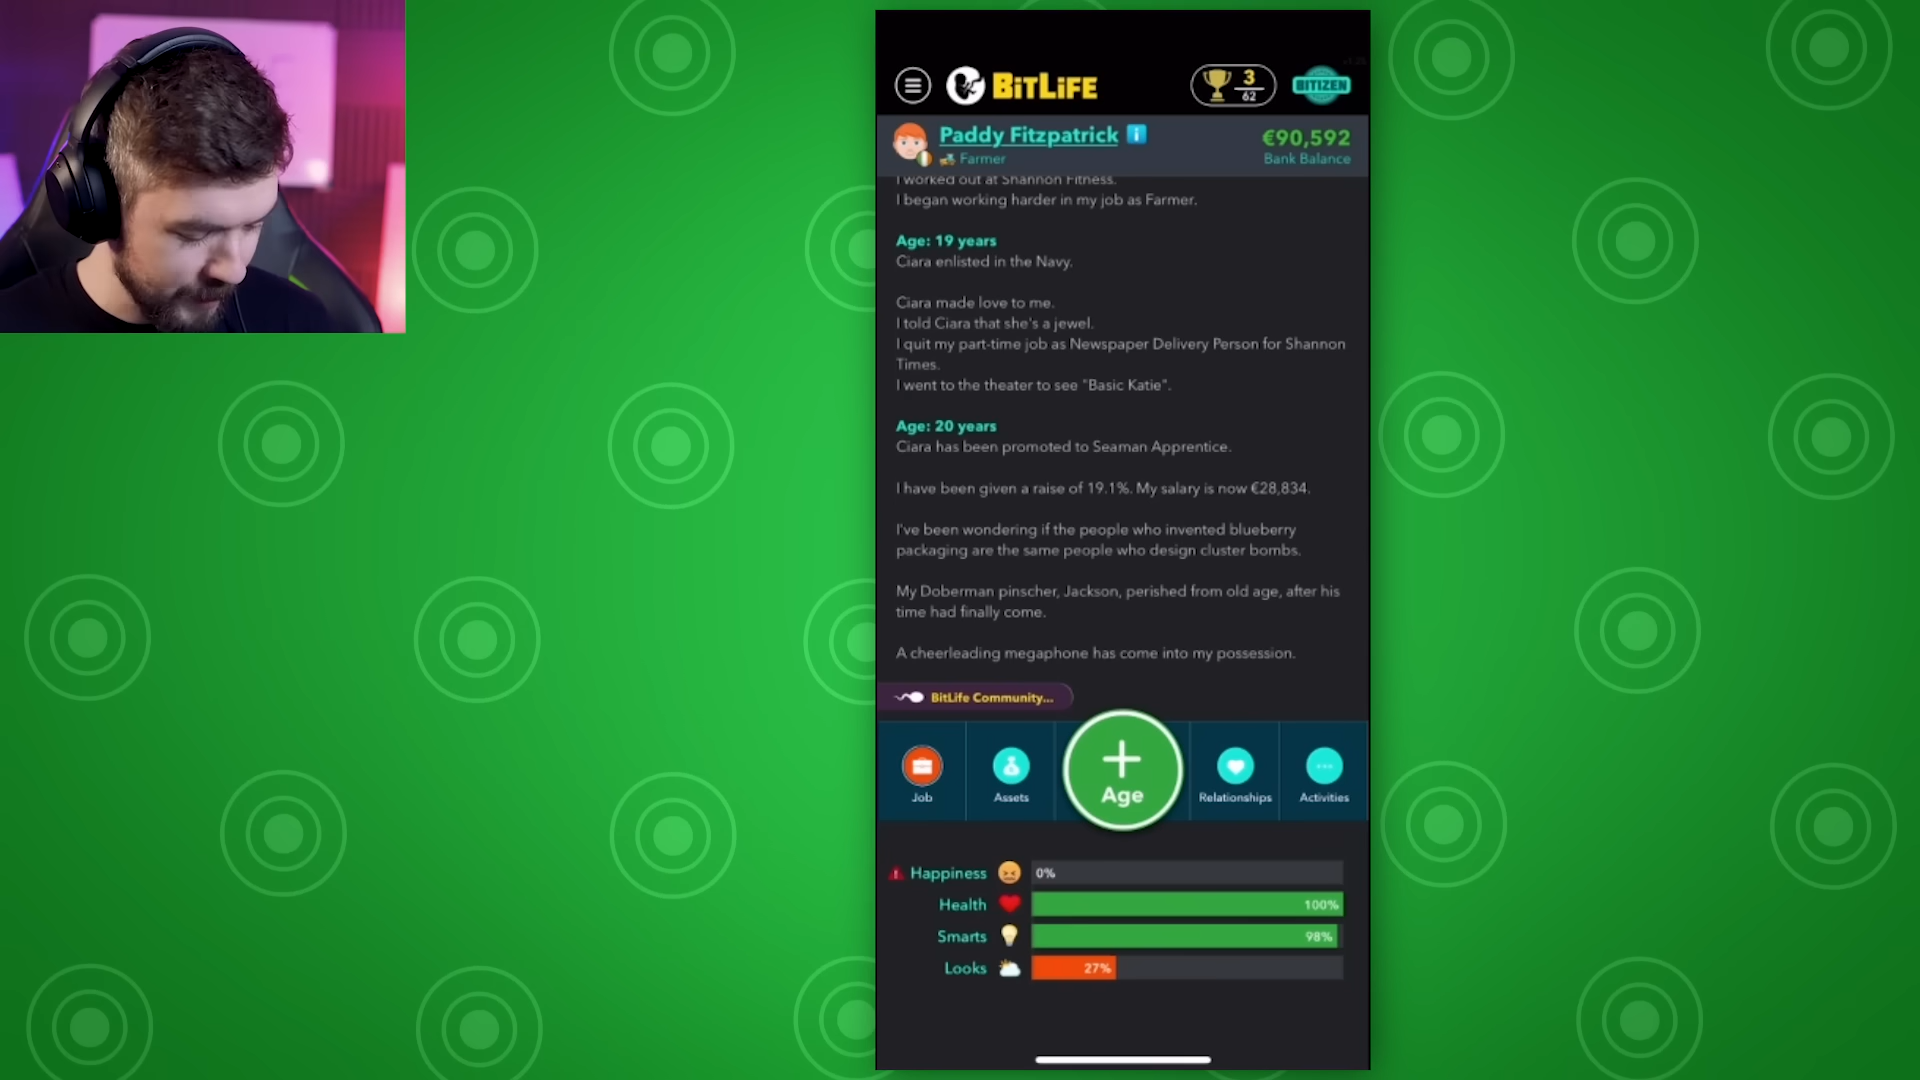 BiTLiFE
3
62
BITIZEN
Paddy Fitzpatrick
€90,592
Farmer
Bank Balance
I worked out at Shannon Fitness.
I began working harder in my job as Farmer.
Age: 19 years
Ciara enlisted in the Navy.
Ciara made love to me.
I told Ciara that she's a jewel.
I quit my part-time job as Newspaper Delivery Person for Shannon
Times.
I went to the theater to see "Basic Katie".
Age: 20 years
Ciara has been promoted to Seaman Apprentice.
I have been given a raise of 19.1%. My salary is now €28,834.
I've been wondering if the people who invented blueberry
packaging are the same people who design cluster bombs.
My Doberman pinscher, Jackson, perished from old age, after his
time had finally come.
A cheerleading megaphone has come into my possession.
BitLife Community...
Job
Assets
Age
Relationships
Activities
Happiness 0%
Health 100%
Smarts 98%
Looks 27%